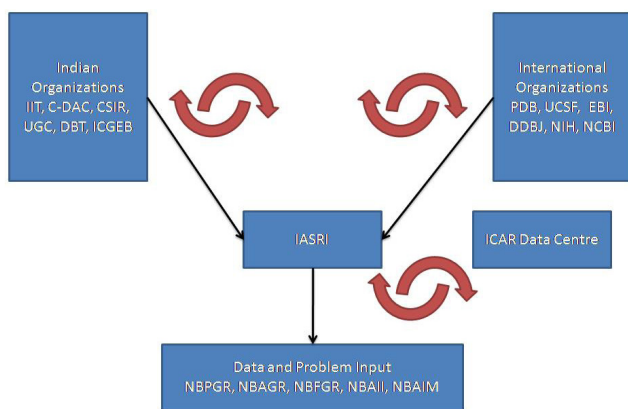 Indian
Organizations
IIT, C-DAC, CSIR,
UGC, DBT, ICGEB
International
Organizations
PDB, UCSF, EBI,
DDBJ, NIH, NCBI
IASRI
ICAR Data Centre
Data and Problem Input
NBPGR, NBAGR, NBFGR, NBAII, NBAIM